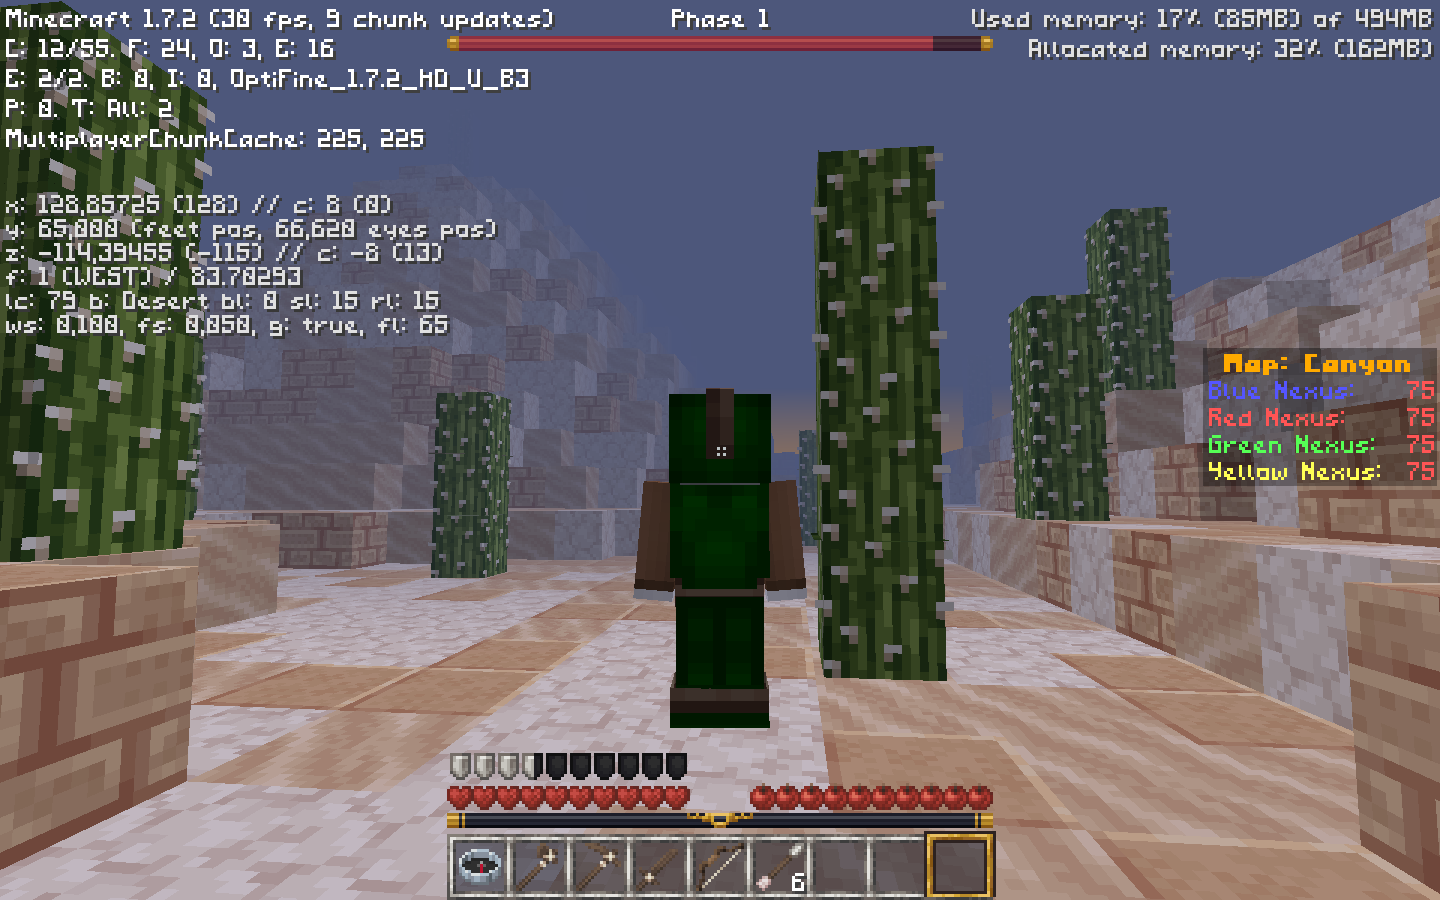 Minecraft 1.7.2 (30 fps, 9 chunk updates)
C: 12/55. F: 24, O: 3, E: 16
E: 2/2. B: 0, I: 0, OptiFine_1.7.2_HD_U_B3
P: 0. T: All: 2
MultiplayerChunkCache: 225, 225
x: 128,85725 (128) // c: 8 (0)
y: 65,000 (feet pos, 66,620 eyes pos)
z: -114,39455 (-115) // c: -8 (13)
f: 1 (WEST) / 83.70293
lc: 79 b: Desert bl: 0 sl: 15 rl: 15
ws: 0,100, fs: 0,050, g: true, fl: 65
Phase 1
Used memory: 17% (85MB) of 494MB
Allocated memory: 32% (162MB)
Map: Canyon
Blue Nexus: 75
Red Nexus: 75
Green Nexus: 75
Yellow Nexus: 75
6